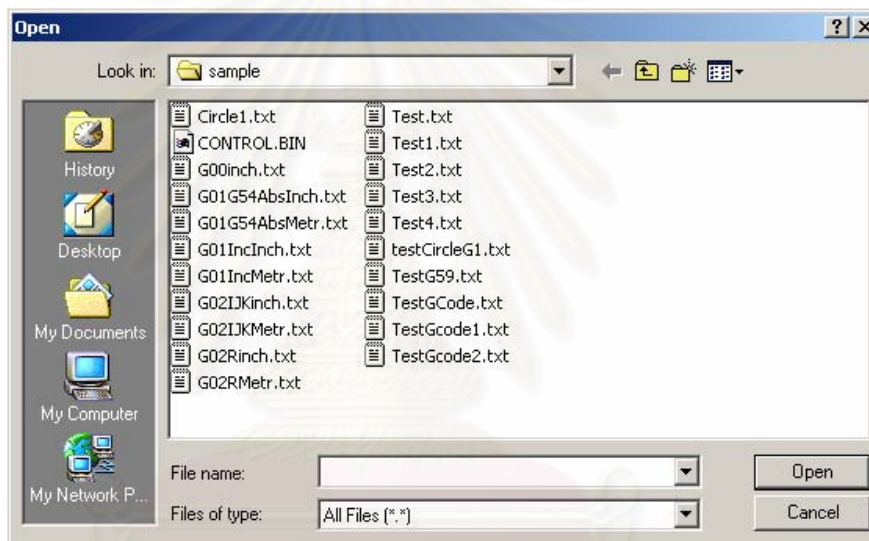 Open
Look in: sample
History
Desktop
My Documents
My Computer
My Network P...
Circle1.txt
CONTROL.BIN
G00inch.txt
G01G54AbsInch.txt
G01G54AbsMetr.txt
G01IncInch.txt
G01IncMetr.txt
G02IJKinch.txt
G02IJKMetr.txt
G02Rinch.txt
G02RMetr.txt
Test.txt
Test1.txt
Test2.txt
Test3.txt
Test4.txt
testCircleG1.txt
TestG59.txt
TestGCode.txt
TestGcode1.txt
TestGcode2.txt
File name:
Open
Files of type: All Files (*.*)
Cancel